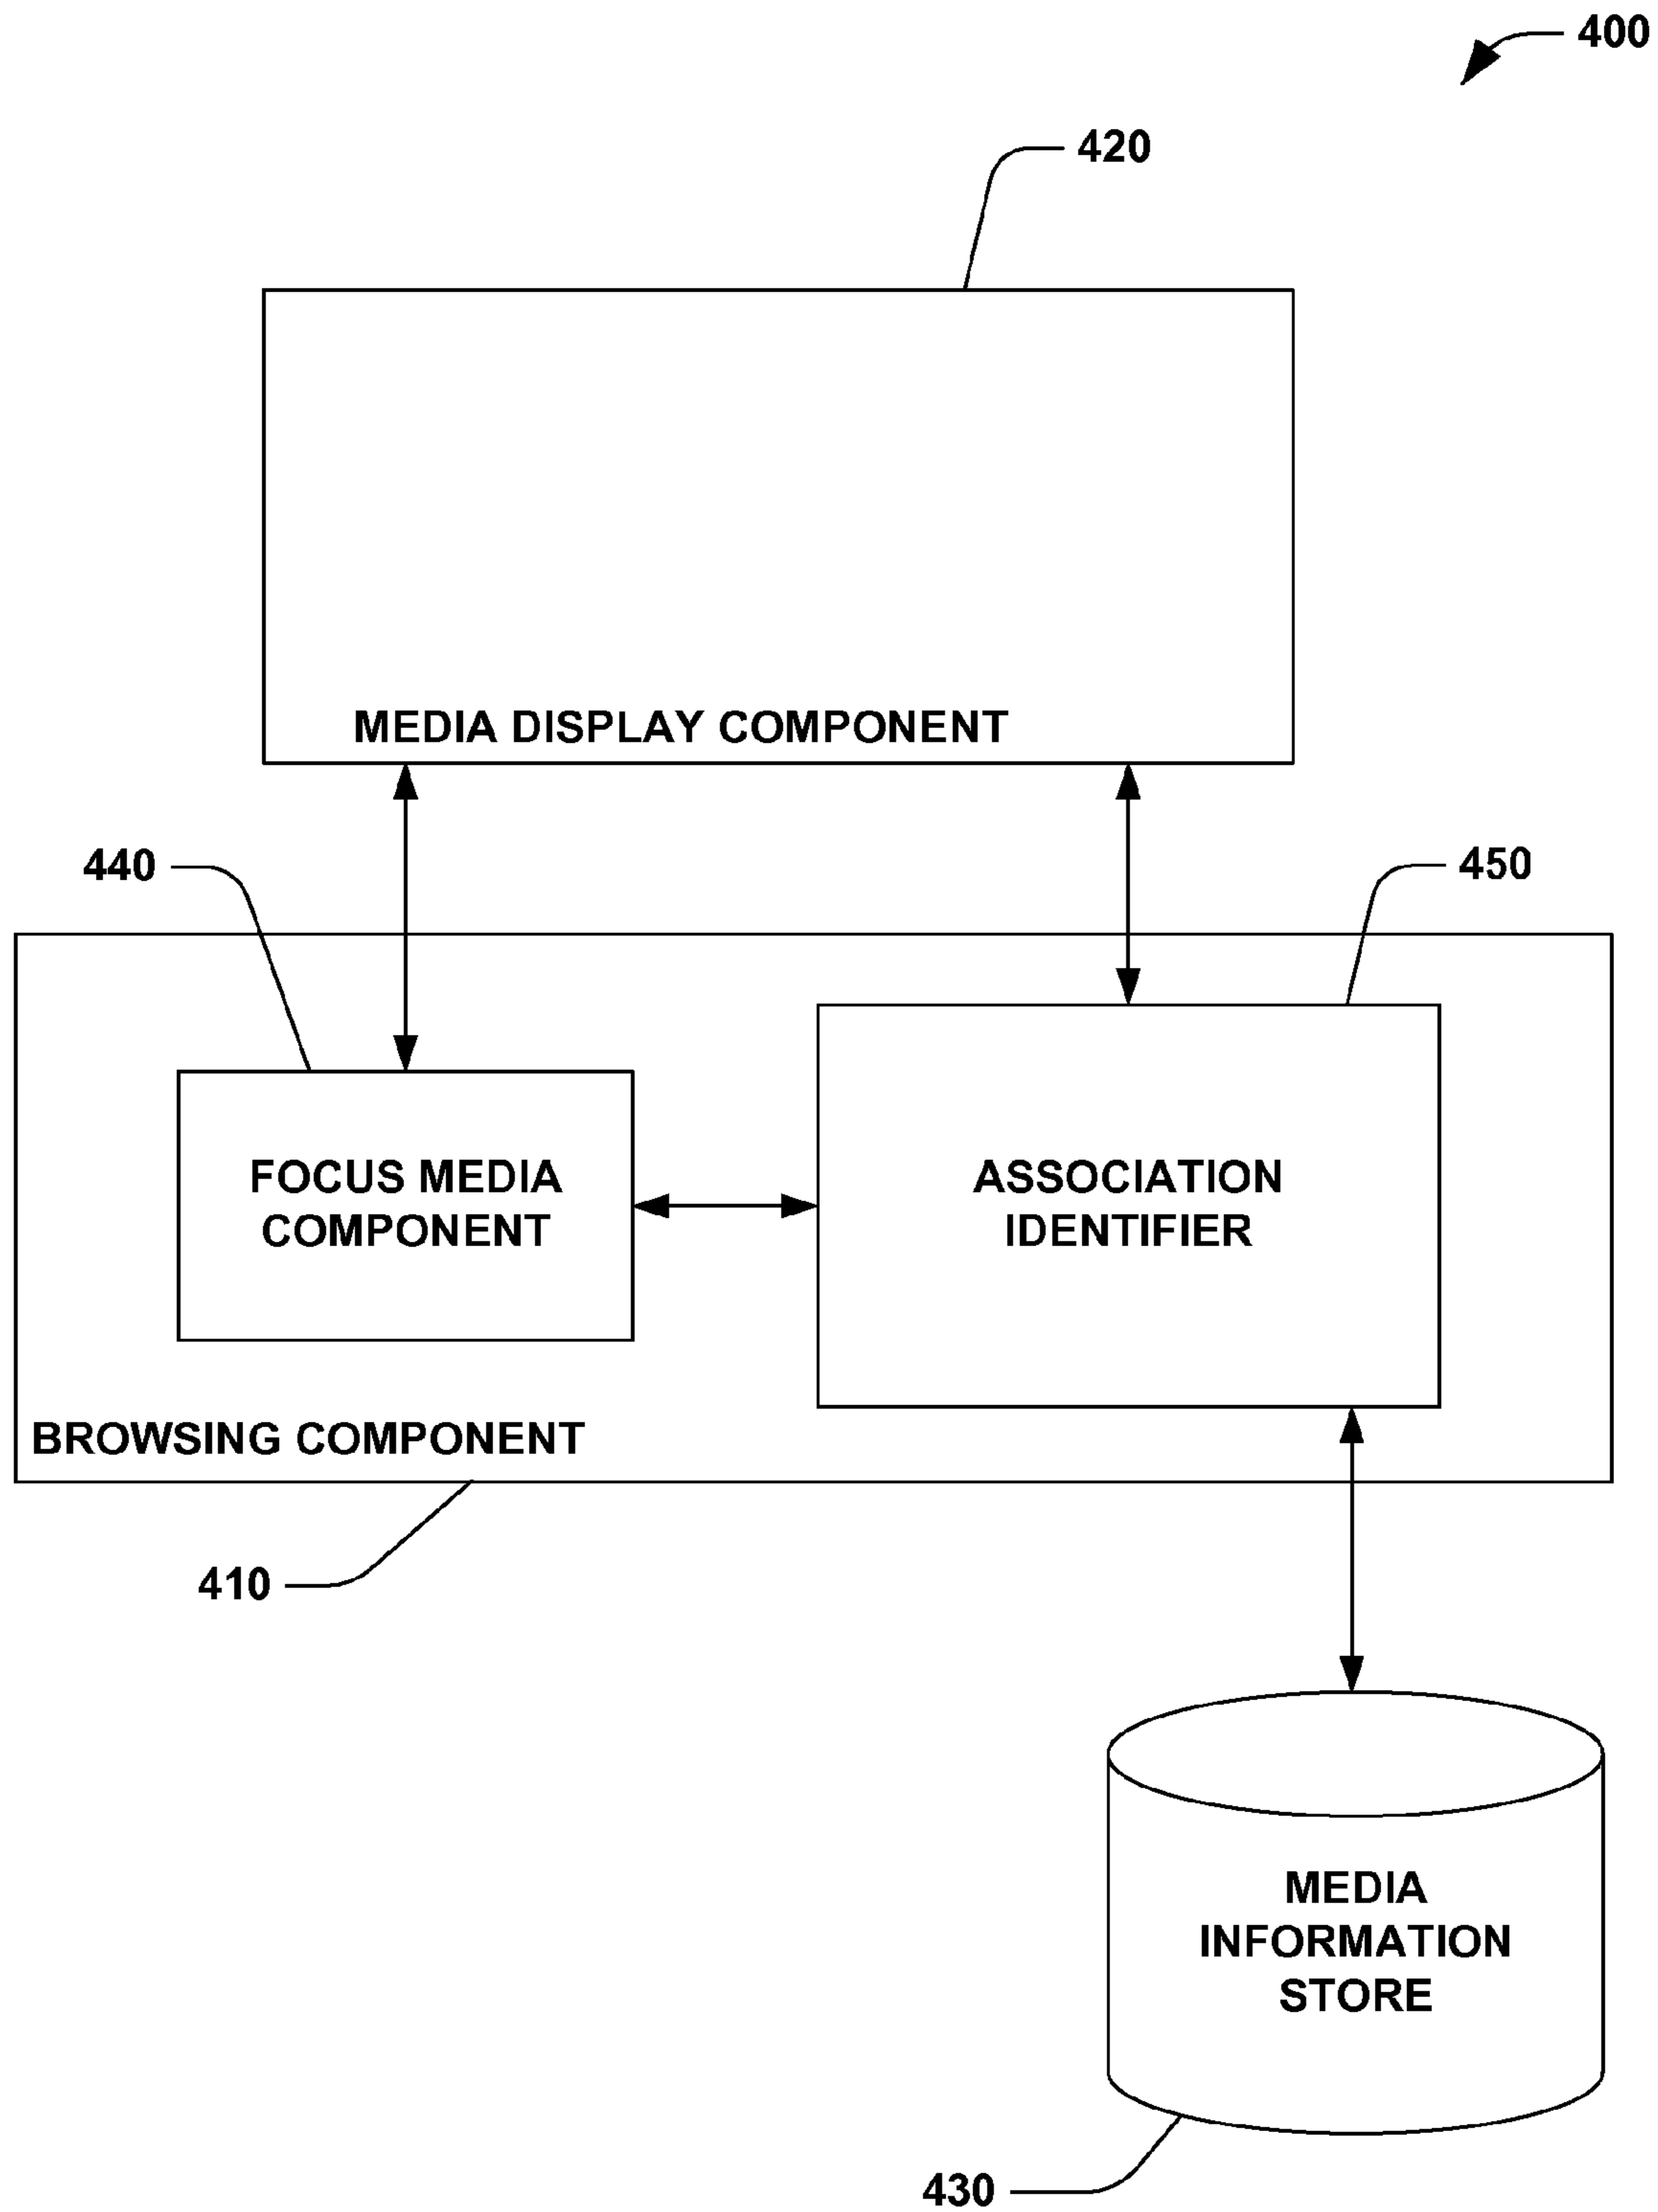 400
420
MEDIA DISPLAY COMPONENT
440
450
FOCUS MEDIA
COMPONENT
ASSOCIATION
IDENTIFIER
BROWSING COMPONENT
410
MEDIA
INFORMATION
STORE
430